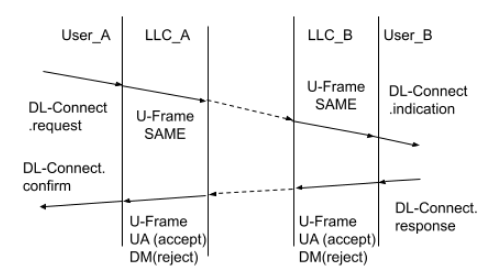 User_A
LLC_A
LLC_B
User_B
DL-Connect
.request
U-Frame
SAME
U-Frame
SAME
DL-Connect
.indication
DL-Connect.
confirm
U-Frame
UA (accept)
DM(reject)
U-Frame
UA (accept)
DM(reject)
DL-Connect.
response